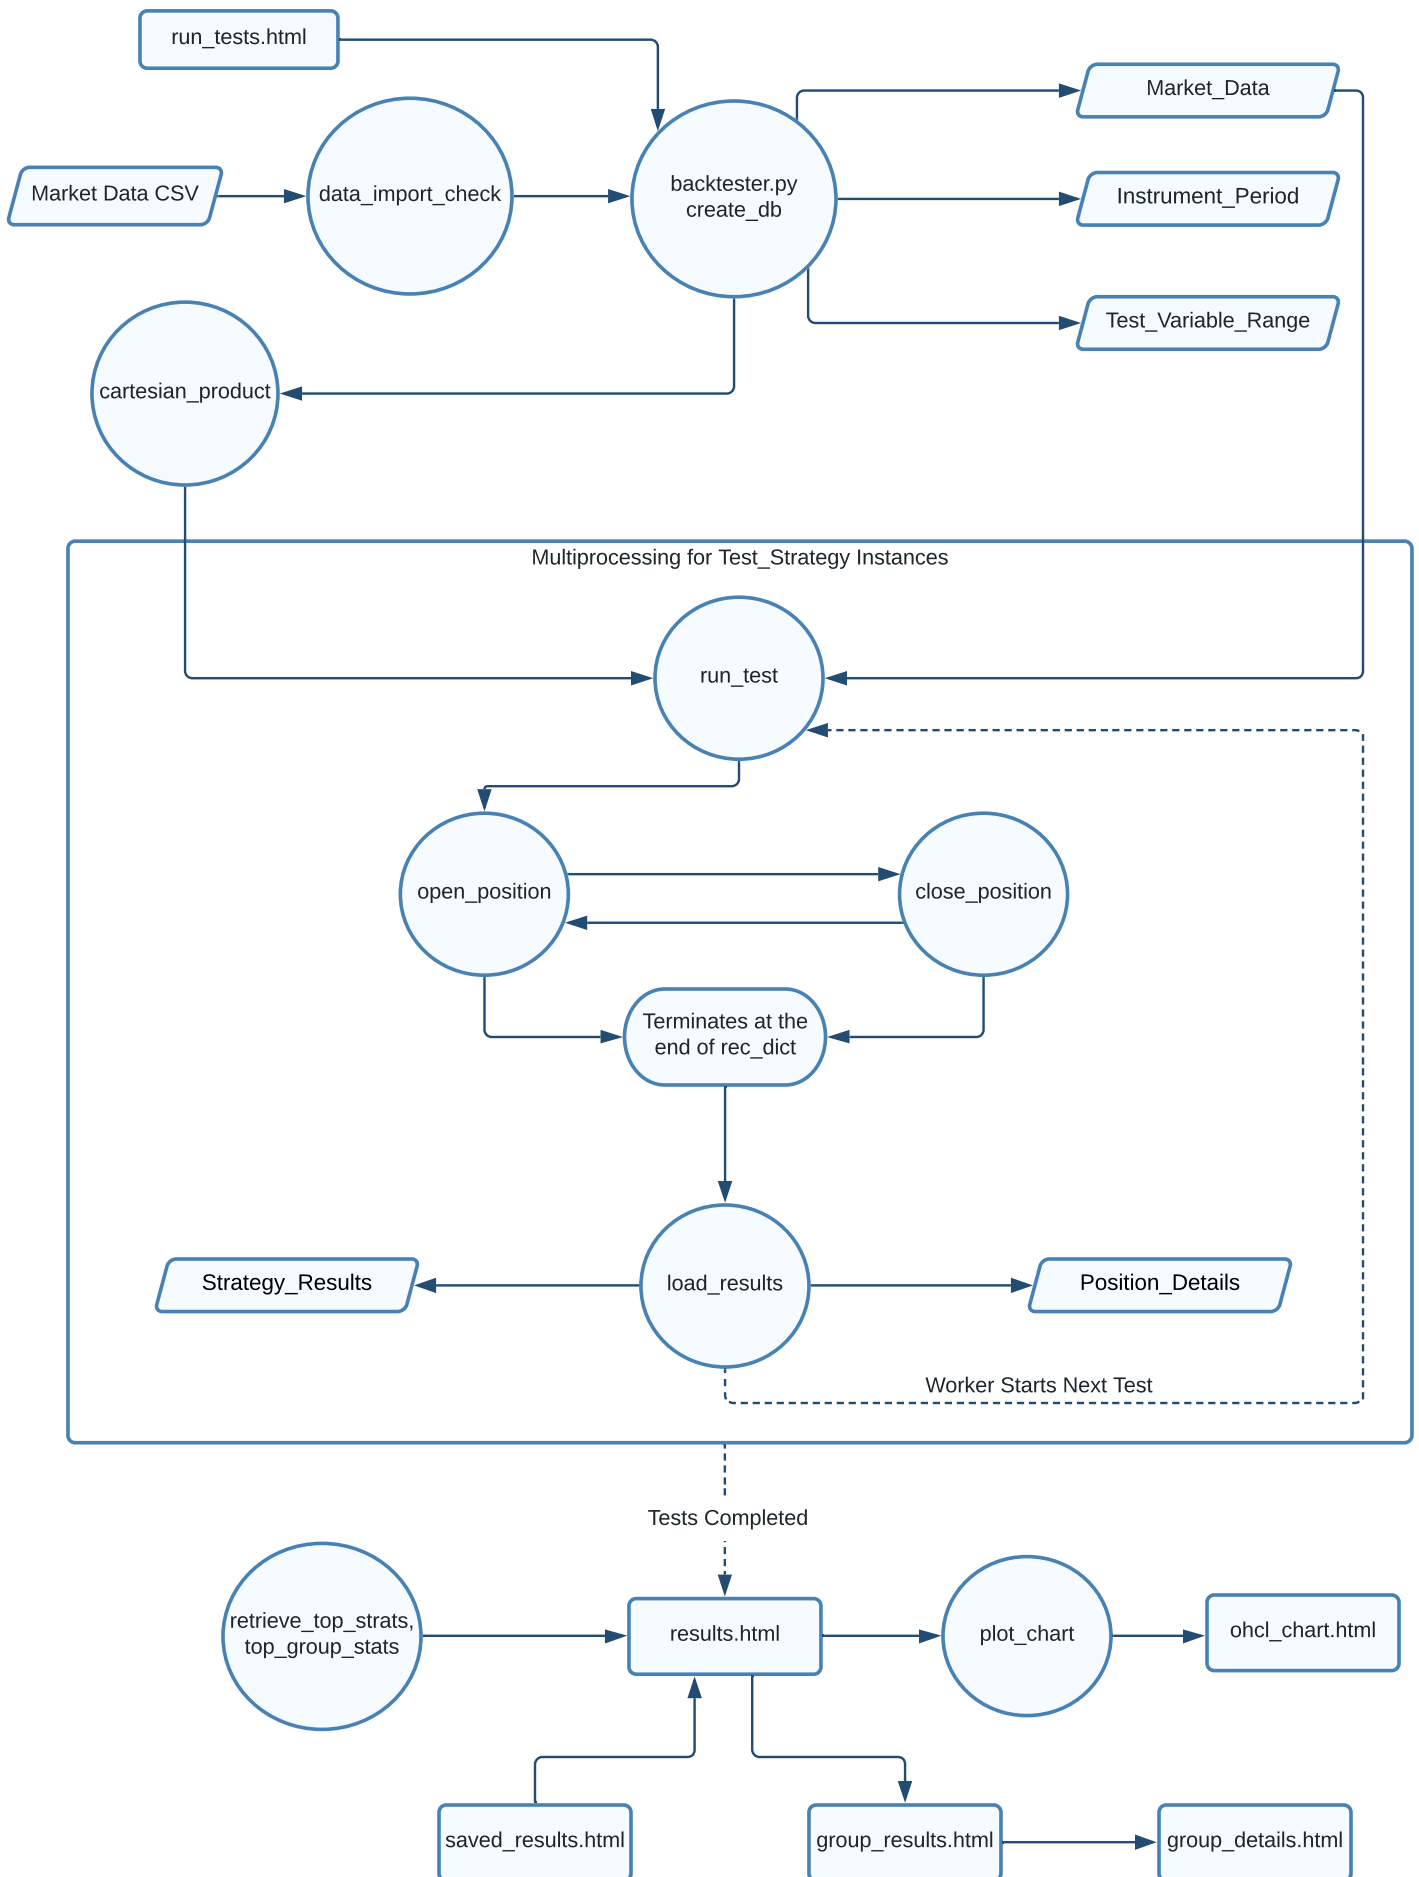 run_tests.html
Market_Data
Market Data CSV
data_import_check
backtester.py
create_db
Instrument_Period
Test_Variable_Range
cartesian_product
Multiprocessing for Test_Strategy Instances
run_test
open_position
close_position
Terminates at the
end of rec_dict
Strategy_Results
load_results
Position_Details
Worker Starts Next Test
Tests Completed
retrieve_top_strats,
top_group_stats
results.html
plot_chart
ohcl_chart.html
saved_results.html
group_results.html
group_details.html